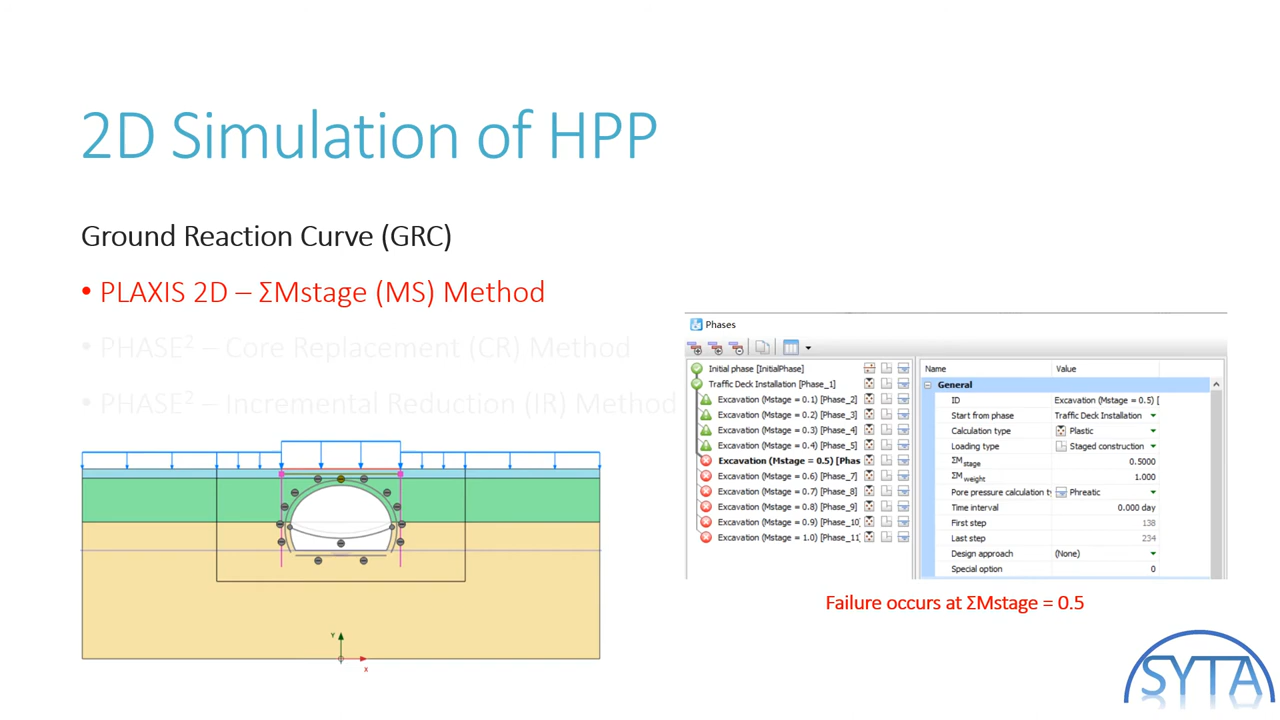 2D Simulation of HPP
Ground Reaction Curve (GRC)
• PLAXIS 2D – ΣMstage (MS) Method
• PHASE² – Core Replacement (CR) Method
• PHASE² – Incremental Reduction (IR) Method
Y
X
Phases
Initial phase [InitialPhase]
Traffic Deck Installation [Phase_1]
Excavation (Mstage = 0.1) [Phase_2]
Excavation (Mstage = 0.2) [Phase_3]
Excavation (Mstage = 0.3) [Phase_4]
Excavation (Mstage = 0.4) [Phase_5]
Excavation (Mstage = 0.5) [Phas
Excavation (Mstage = 0.6) [Phase_7]
Excavation (Mstage = 0.7) [Phase_8]
Excavation (Mstage = 0.8) [Phase_9]
Excavation (Mstage = 0.9) [Phase_10]
Excavation (Mstage = 1.0) [Phase_11]
Name Value
General
ID Excavation (Mstage = 0.5) [
Start from phase Traffic Deck Installation
Calculation type Plastic
Loading type Staged construction
ΣMstage 0.5000
ΣMweight 1.000
Pore pressure calculation ty Phreatic
Time interval 0.000 day
First step 138
Last step 234
Design approach (None)
Special option 0
Failure occurs at ΣMstage = 0.5
SYTA